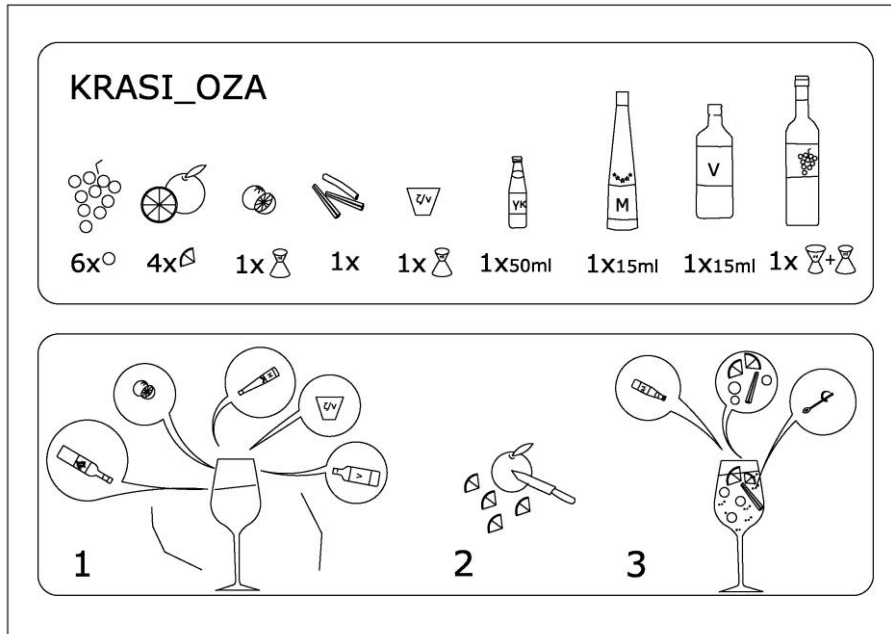 KRASI_OZA
ζ/ν
YK
M
V
6x
4x
1x
1x
1x
1x50ml
1x15ml
1x15ml
1x
+
ζ/ν
M
V
1
2
3